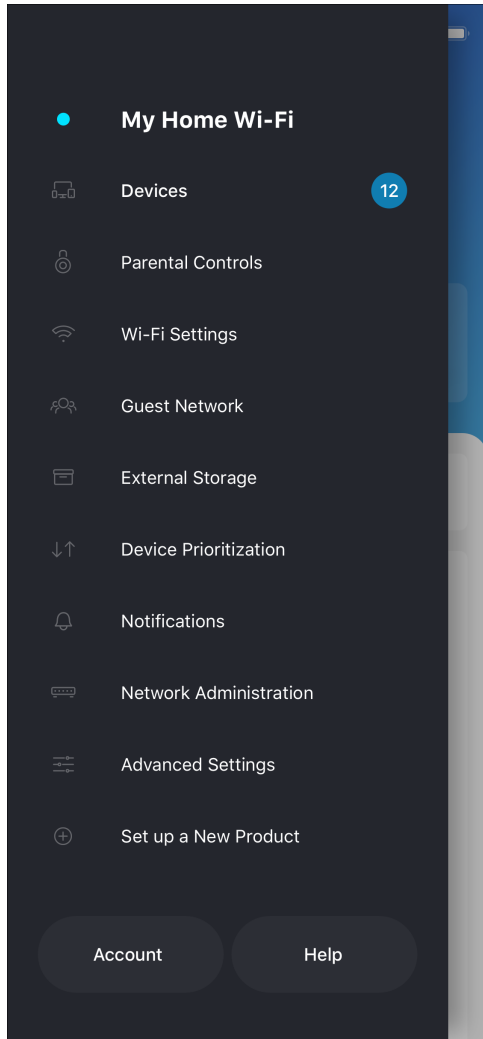 My Home Wi-Fi
Devices 12
Parental Controls
Wi-Fi Settings
Guest Network
External Storage
Device Prioritization
Notifications
Network Administration
Advanced Settings
Set up a New Product
Account Help